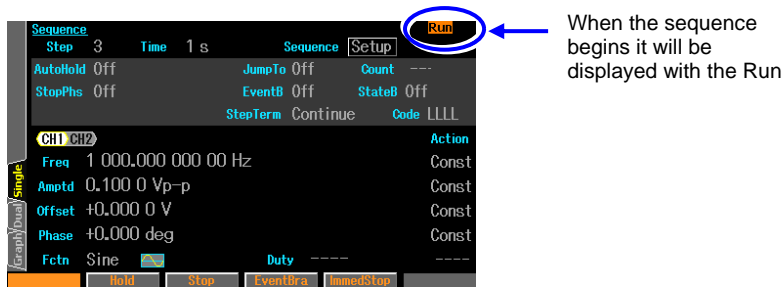 Sequence
Run
Step 3 Time 1 s Sequence Setup
AutoHold Off JumpTo Off Count ---
StopPhs Off EventB Off StateB Off
StepTerm Continue Code LLLL
CH1 CH2 Action
Freq 1 000.000 000 00 Hz Const
Amptd 0.100 0 Vp-p Const
Offset +0.000 0 V Const
Phase +0.000 deg Const
Fctn Sine Duty ---- ----
Hold Stop EventBra ImmedStop
Single
Dual
Graph
When the sequence
begins it will be
displayed with the Run